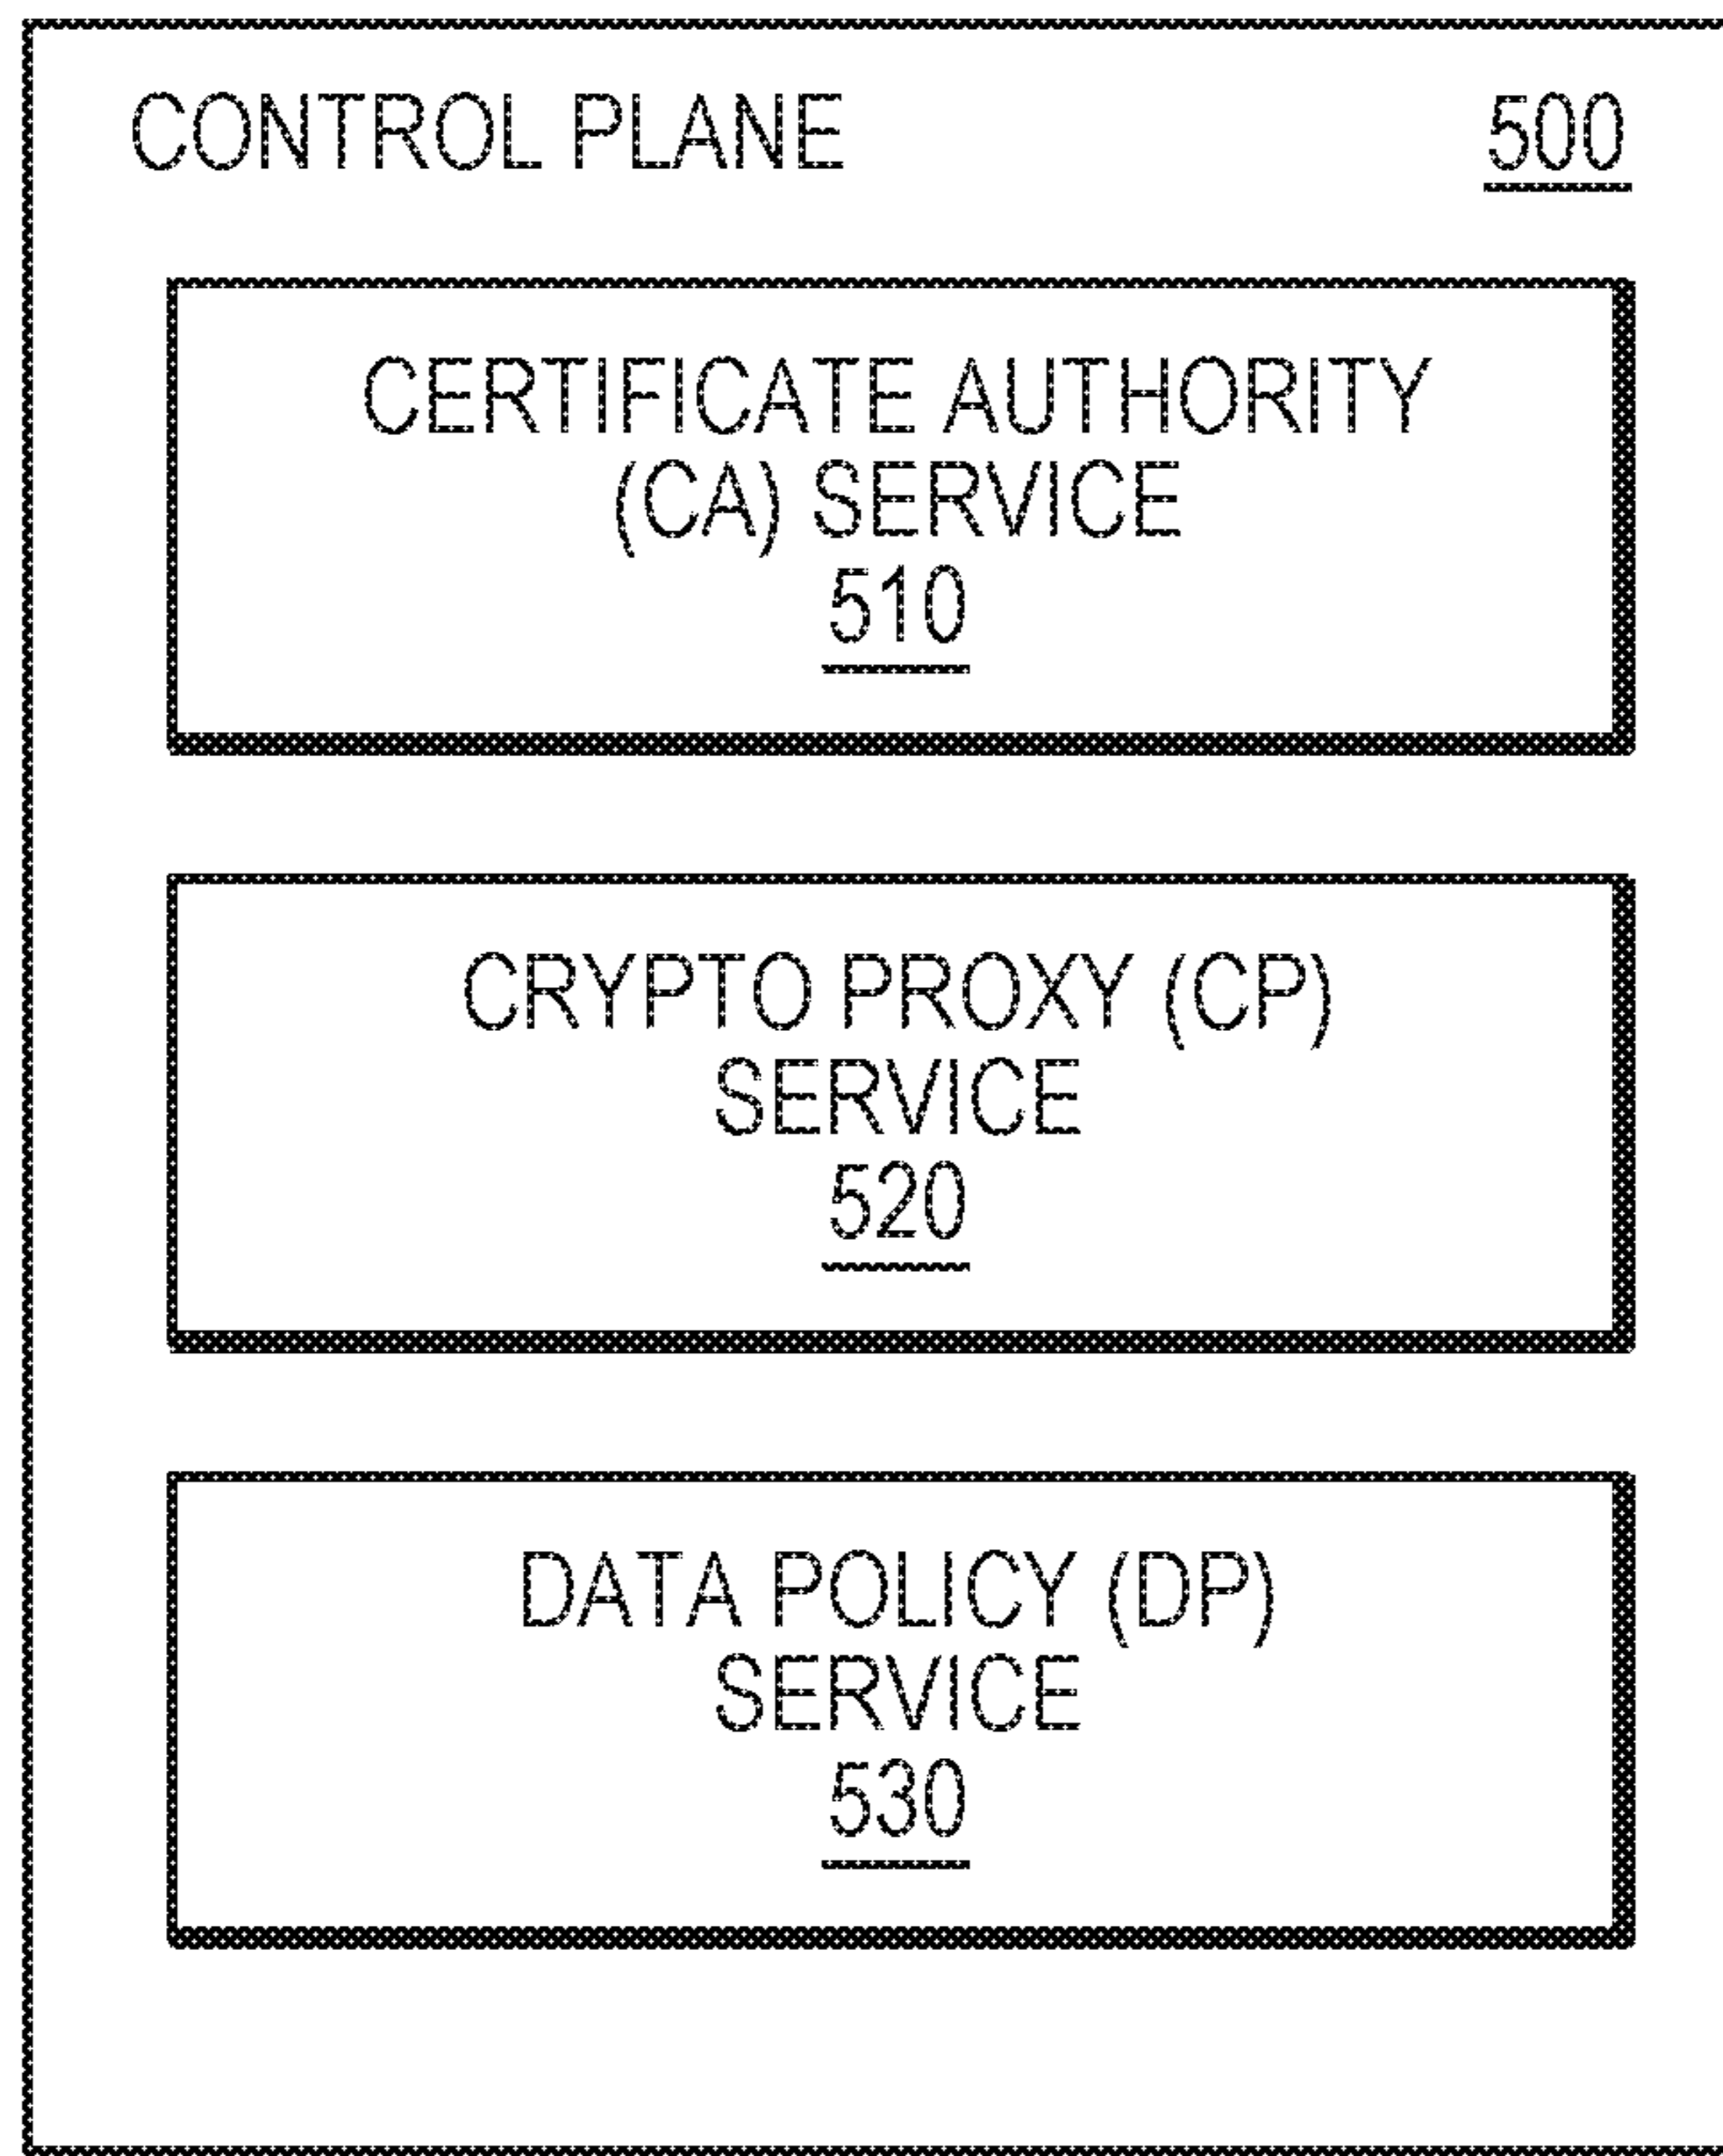 CONTROL PLANE 500
CERTIFICATE AUTHORITY
(CA) SERVICE
510
CRYPTO PROXY (CP)
SERVICE
520
DATA POLICY (DP)
SERVICE
530